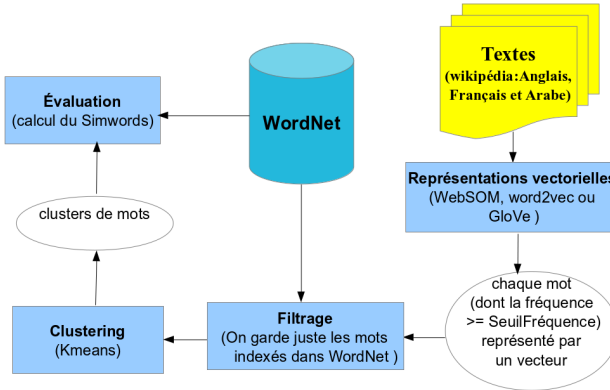 Textes
(wikipédia:Anglais,
Français et Arabe)
Évaluation
(calcul du Simwords)
WordNet
Représentations vectorielles
(WebSOM, word2vec ou
GloVe )
clusters de mots
chaque mot
(dont la fréquence
>= SeuilFréquence)
représenté par
un vecteur
Filtrage
(On garde juste les mots
indexés dans WordNet )
Clustering
(Kmeans)